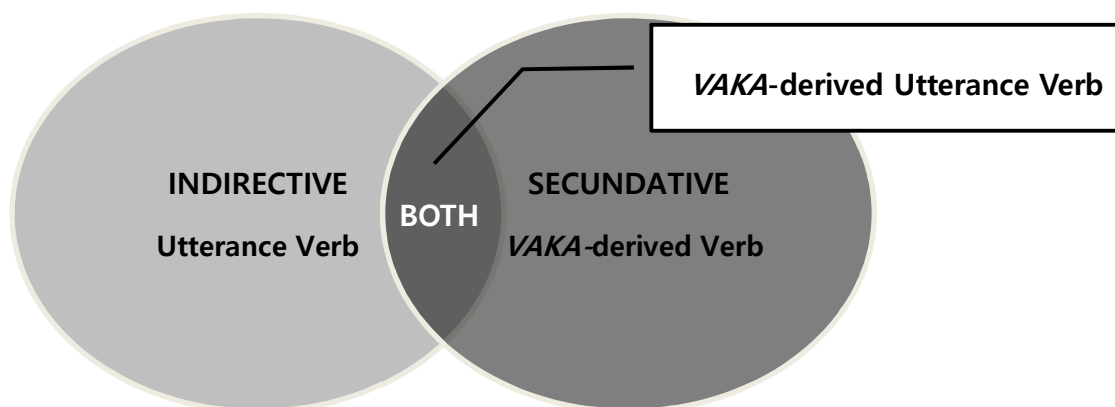 VAKA-derived Utterance Verb
INDIRECTIVE
Utterance Verb
BOTH
SECUNDATIVE
VAKA-derived Verb